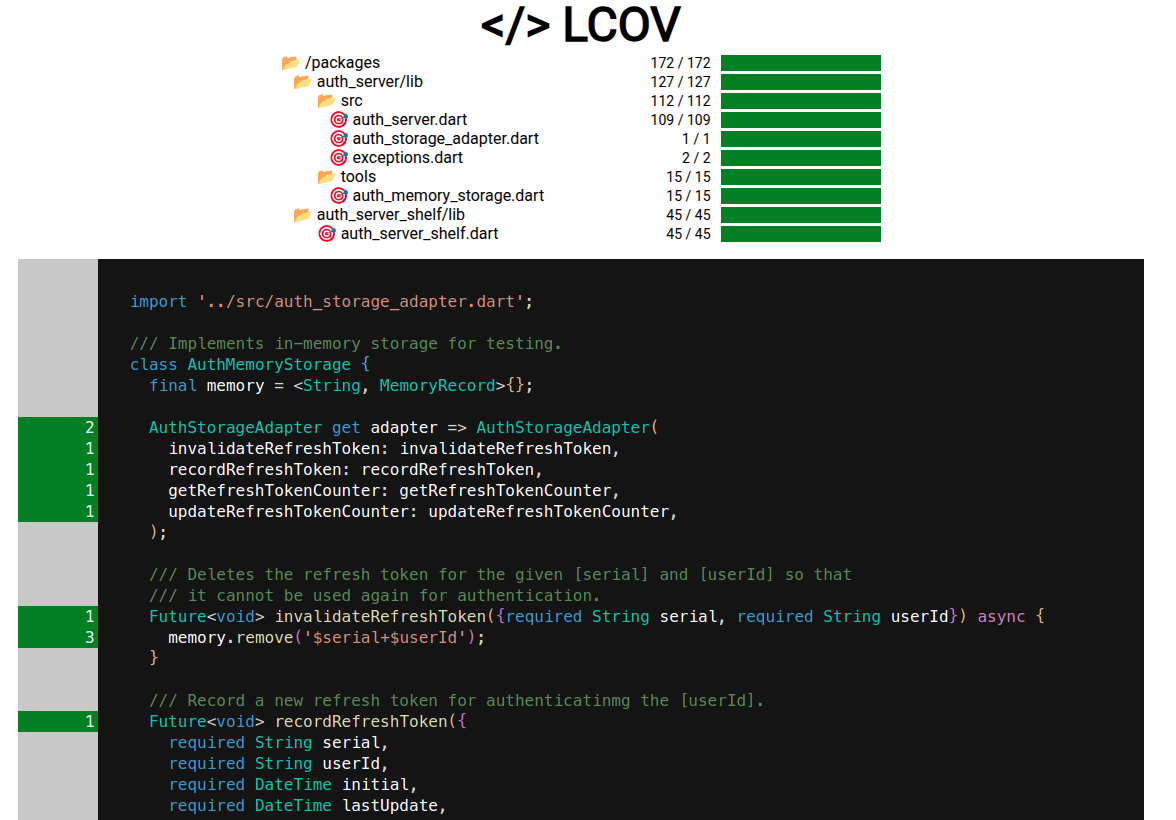 </> LCOV
/packages 172 / 172
auth_server/lib 127 / 127
src 112 / 112
auth_server.dart 109 / 109
auth_storage_adapter.dart 1 / 1
exceptions.dart 2 / 2
tools 15 / 15
auth_memory_storage.dart 15 / 15
auth_server_shelf/lib 45 / 45
auth_server_shelf.dart 45 / 45
import '../src/auth_storage_adapter.dart';
/// Implements in-memory storage for testing.
class AuthMemoryStorage {
final memory = <String, MemoryRecord>{};
2 AuthStorageAdapter get adapter => AuthStorageAdapter(
1 invalidateRefreshToken: invalidateRefreshToken,
1 recordRefreshToken: recordRefreshToken,
1 getRefreshTokenCounter: getRefreshTokenCounter,
1 updateRefreshTokenCounter: updateRefreshTokenCounter,
);
/// Deletes the refresh token for the given [serial] and [userId] so that
/// it cannot be used again for authentication.
1 Future<void> invalidateRefreshToken({required String serial, required String userId}) async {
3 memory.remove('$serial+$userId');
}
/// Record a new refresh token for authenticatinmg the [userId].
1 Future<void> recordRefreshToken({
required String serial,
required String userId,
required DateTime initial,
required DateTime lastUpdate,